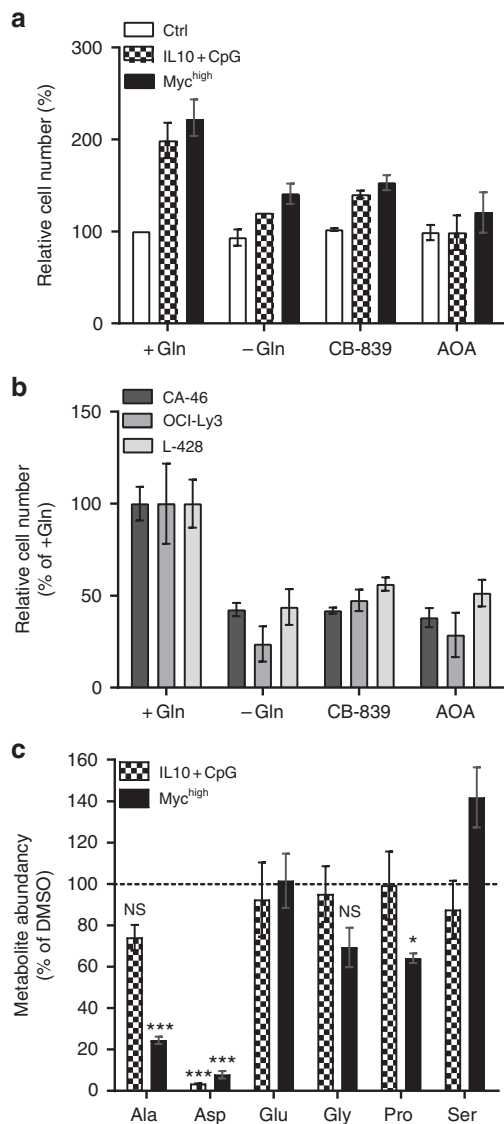 a
Ctrl
IL10 + CpG
Myc^high
Relative cell number (%)
300
200
100
0
+ Gln
– Gln
CB-839
AOA
b
CA-46
OCI-Ly3
L-428
Relative cell number
(% of +Gln)
150
100
50
0
+ Gln
– Gln
CB-839
AOA
c
IL10 + CpG
Myc^high
Metabolite abundancy
(% of DMSO)
160
140
120
100
80
60
40
20
0
NS
***
***
***
NS
*
Ala
Asp
Glu
Gly
Pro
Ser